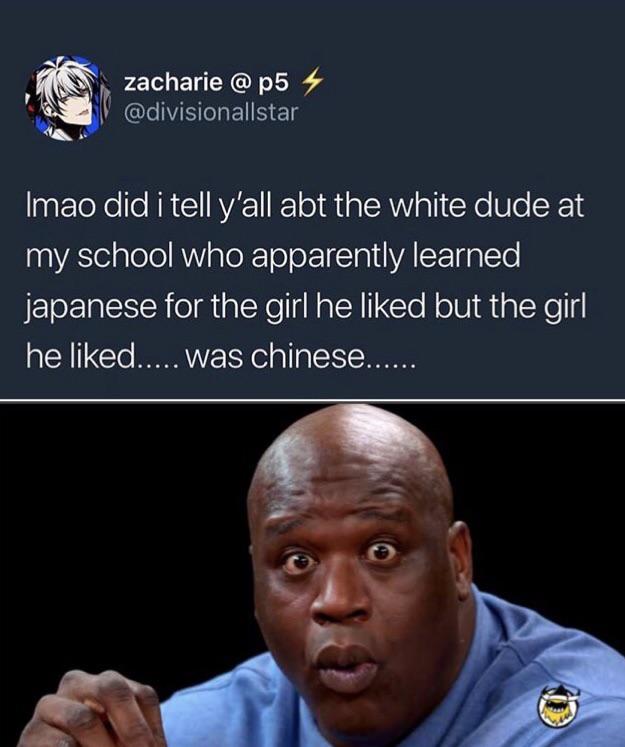 zacharie @ p5 ⚡
@divisionallstar
lmao did i tell y'all abt the white dude at
my school who apparently learned
japanese for the girl he liked but the girl
he liked..... was chinese......